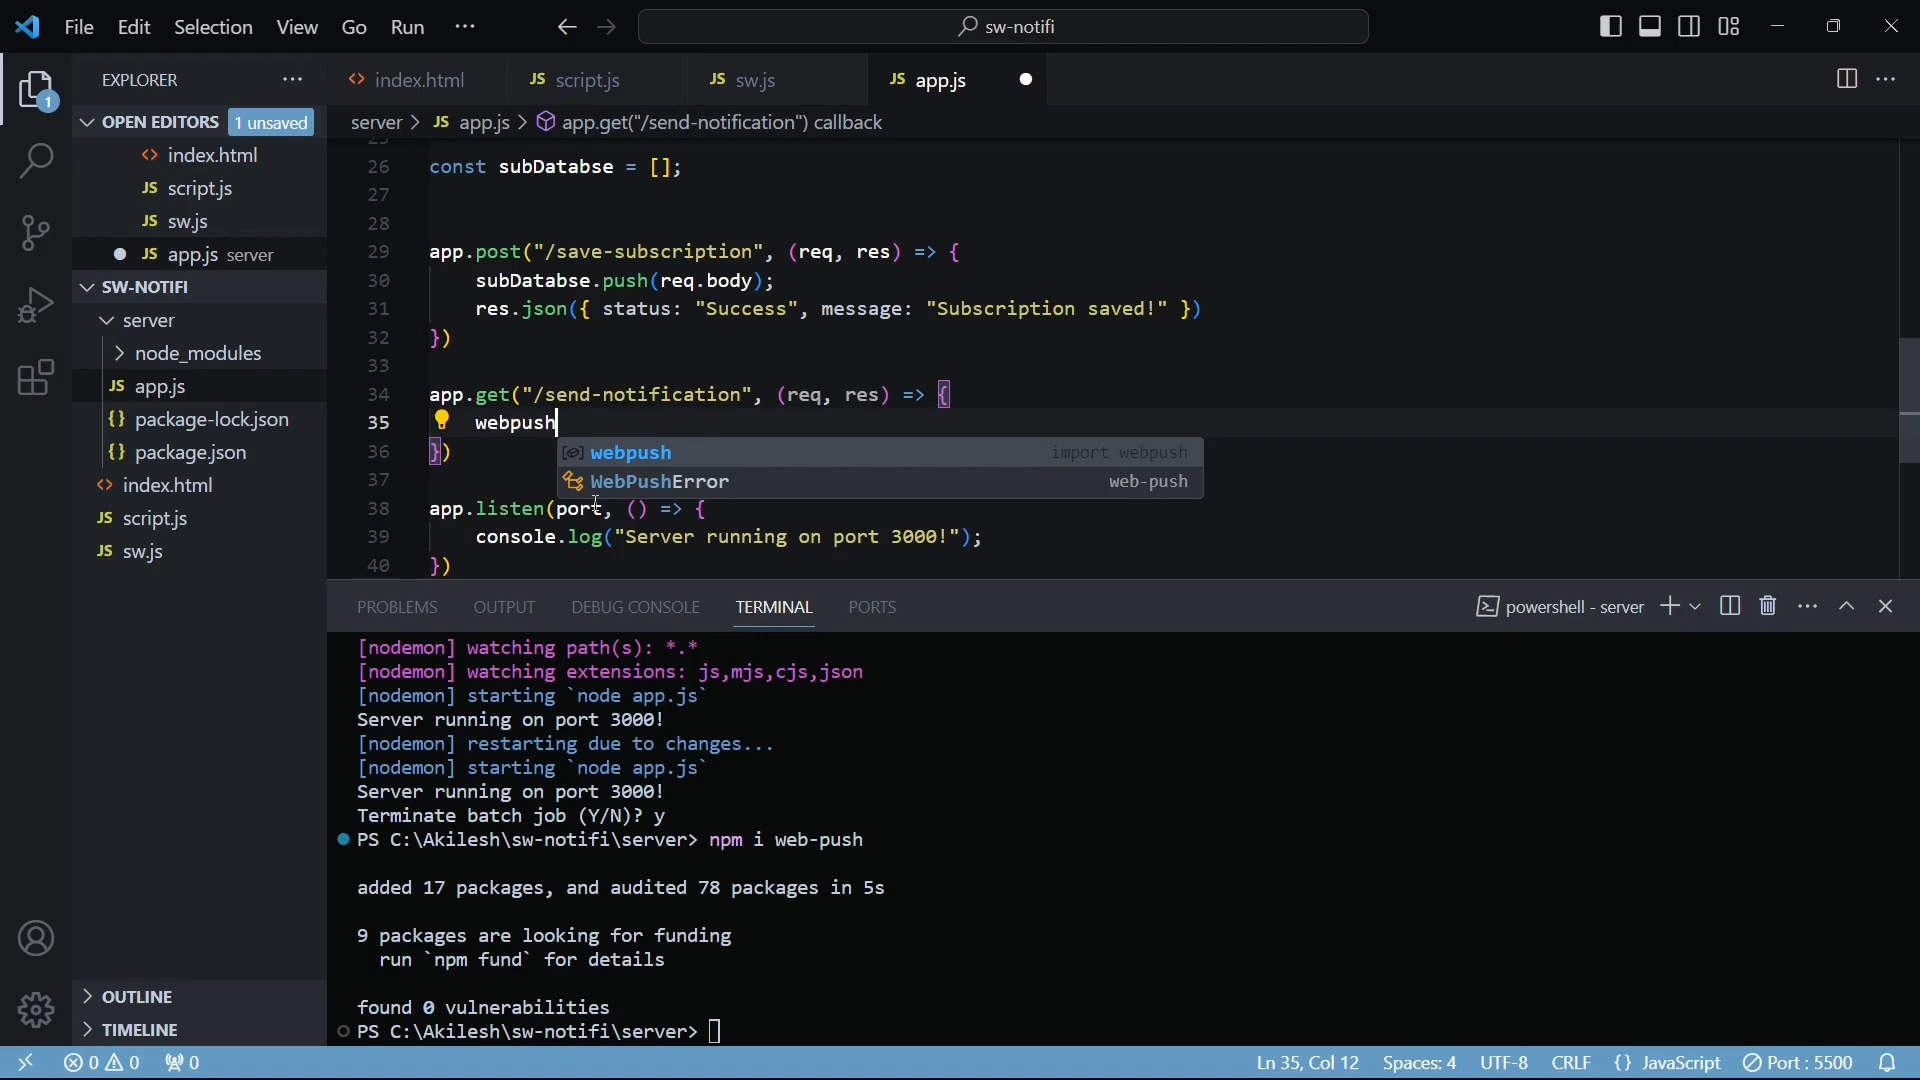 File Edit Selection View Go Run ··· sw-notifi
EXPLORER ···
index.html JS script.js JS sw.js JS app.js ···
OPEN EDITORS 1 unsaved
index.html
JS script.js
JS sw.js
JS app.js server
SW-NOTIFI
server
node_modules
JS app.js
{} package-lock.json
{} package.json
index.html
JS script.js
JS sw.js
OUTLINE
TIMELINE
1
server > JS app.js > app.get("/send-notification") callback
26 const subDatabse = [];
27
28
29 app.post("/save-subscription", (req, res) => {
30 subDatabse.push(req.body);
31 res.json({ status: "Success", message: "Subscription saved!" })
32 })
33
34 app.get("/send-notification", (req, res) => {
35 webpush
webpush import webpush
36 })
WebPushError web-push
37
38 app.listen(port, () => {
39 console.log("Server running on port 3000!");
40 })
PROBLEMS OUTPUT DEBUG CONSOLE TERMINAL PORTS powershell - server
[nodemon] watching path(s): *.*
[nodemon] watching extensions: js,mjs,cjs,json
[nodemon] starting `node app.js`
Server running on port 3000!
[nodemon] restarting due to changes...
[nodemon] starting `node app.js`
Server running on port 3000!
Terminate batch job (Y/N)? y
PS C:\Akilesh\sw-notifi\server> npm i web-push
added 17 packages, and audited 78 packages in 5s
9 packages are looking for funding
run `npm fund` for details
found 0 vulnerabilities
PS C:\Akilesh\sw-notifi\server>
0 0 0 Ln 35, Col 12 Spaces: 4 UTF-8 CRLF {} JavaScript Port : 5500